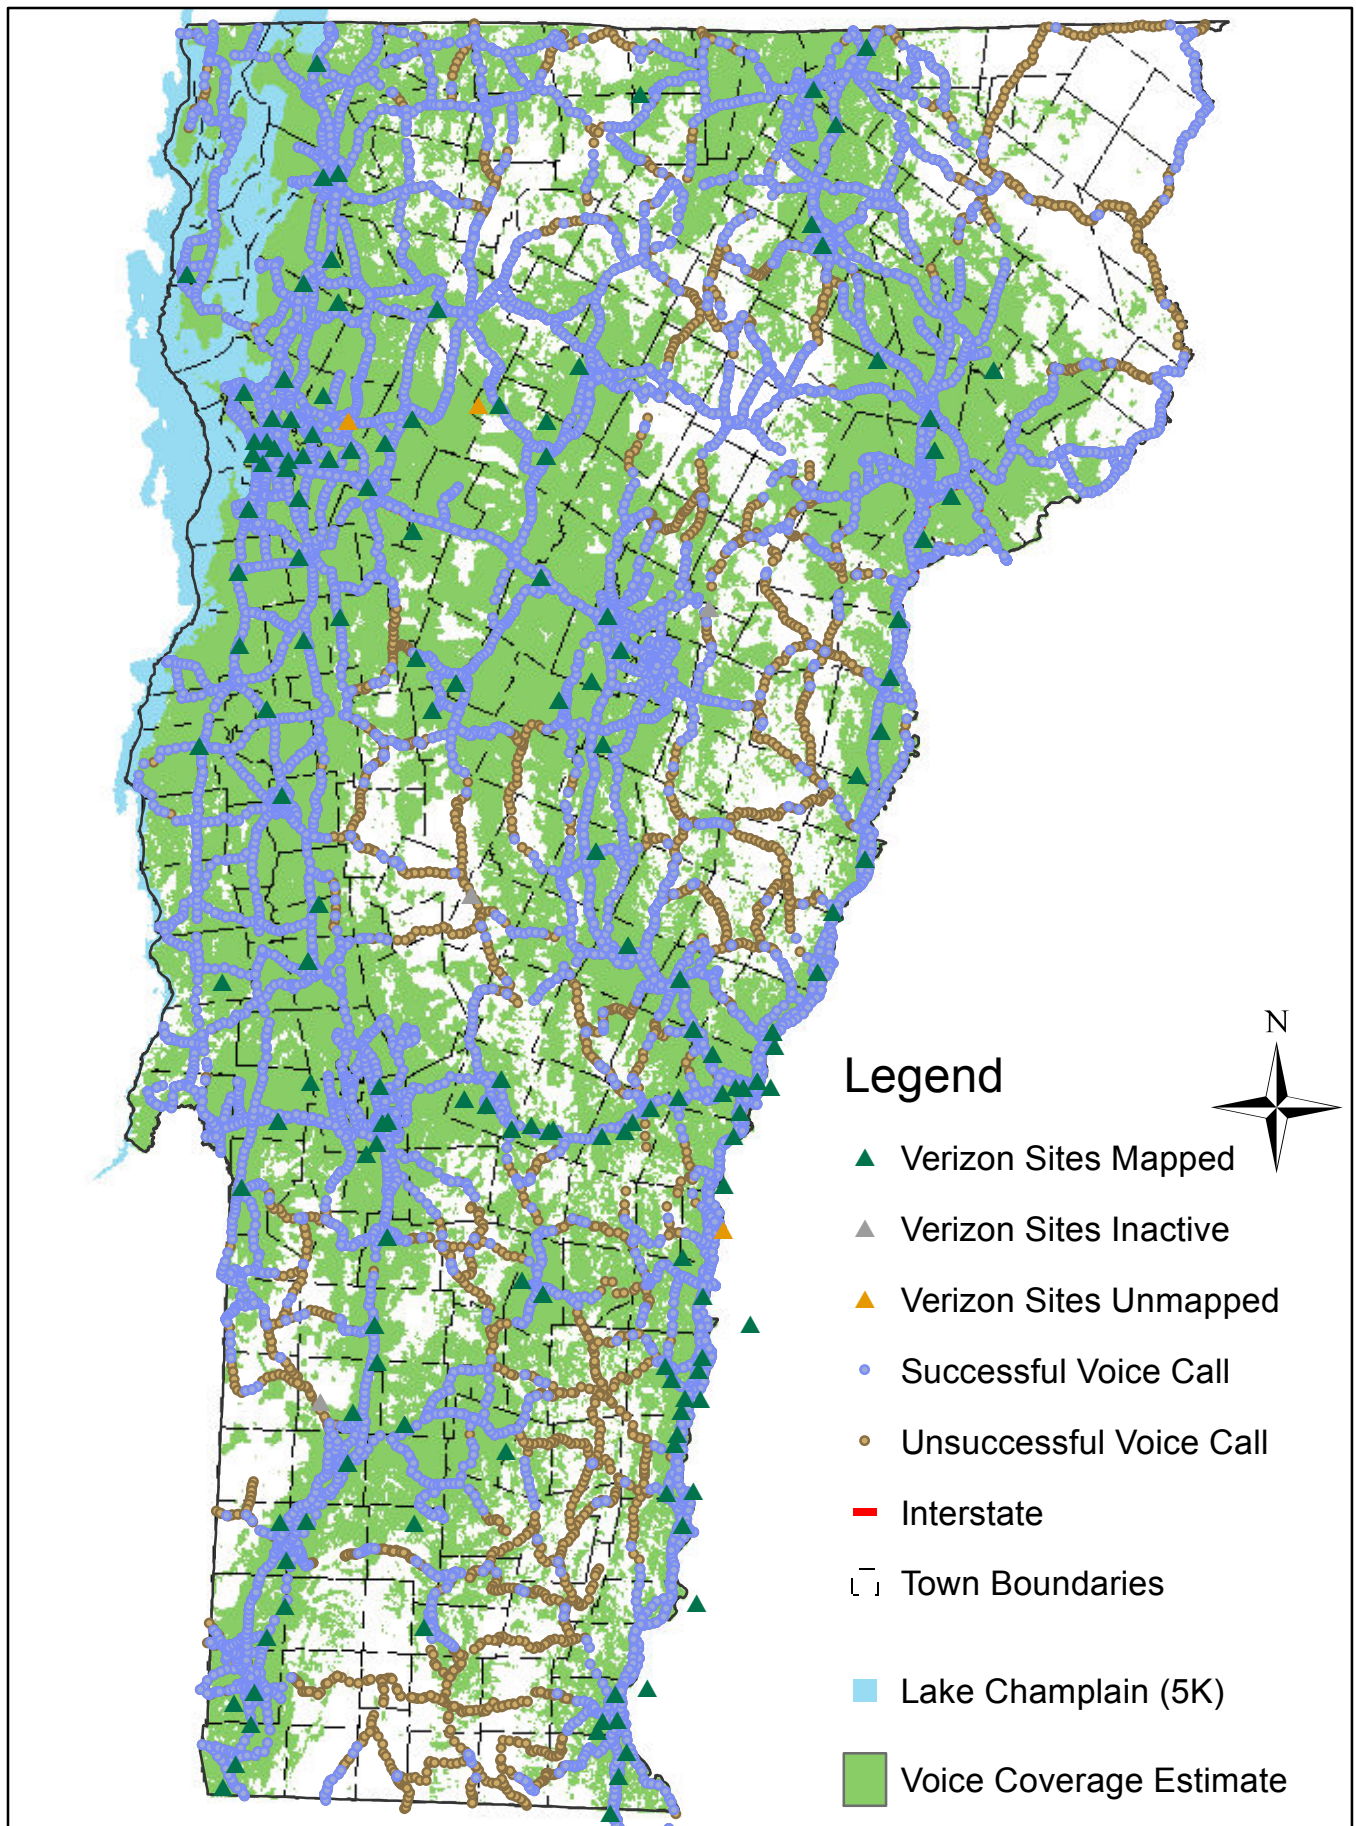 N
Legend
Verizon Sites Mapped
Verizon Sites Inactive
Verizon Sites Unmapped
Successful Voice Call
Unsuccessful Voice Call
Interstate
Town Boundaries
Lake Champlain (5K)
Voice Coverage Estimate